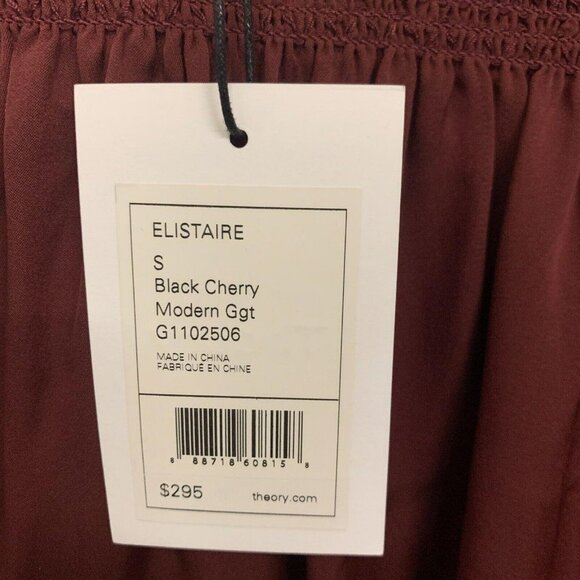 ELISTAIRE
S
Black Cherry
Modern Ggt
G1102506
MADE IN CHINA
FABRIQUÉ EN CHINE
8 88718 60815 8
$295 theory.com